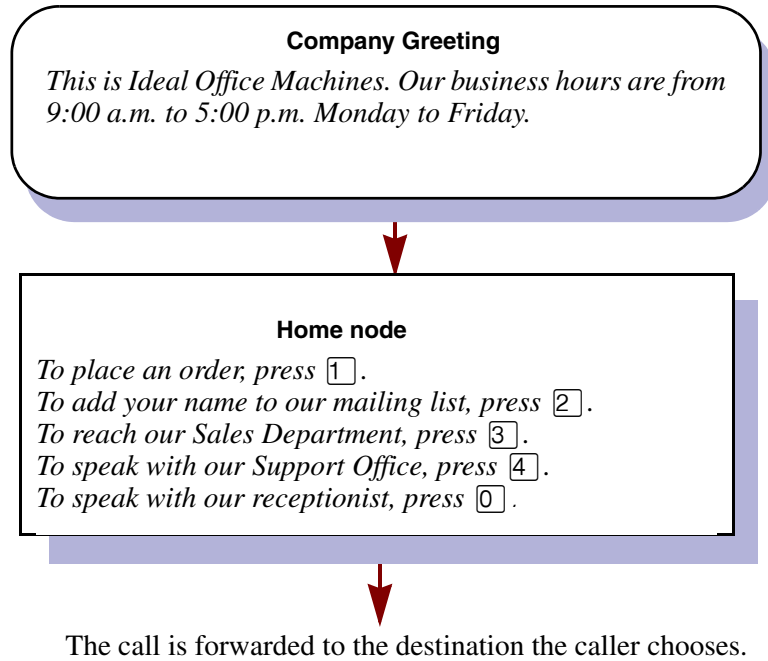 Company Greeting
This is Ideal Office Machines. Our business hours are from
9:00 a.m. to 5:00 p.m. Monday to Friday.
Home node
To place an order, press 1.
To add your name to our mailing list, press 2.
To reach our Sales Department, press 3.
To speak with our Support Office, press 4.
To speak with our receptionist, press 0.
The call is forwarded to the destination the caller chooses.